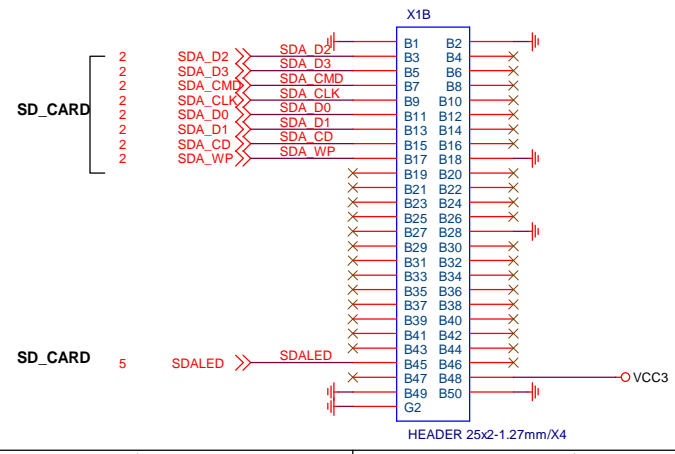 X1B
B1 B2
2 SDA_D2 SDA_D2 B3 B4
2 SDA_D3 SDA_D3 B5 B6
2 SDA_CMD SDA_CMD B7 B8
2 SDA_CLK SDA_CLK B9 B10
SD_CARD
2 SDA_D0 SDA_D0 B11 B12
2 SDA_D1 SDA_D1 B13 B14
2 SDA_CD SDA_CD B15 B16
2 SDA_WP SDA_WP B17 B18
B19 B20
B21 B22
B23 B24
B25 B26
B27 B28
B29 B30
B31 B32
B33 B34
B35 B36
B37 B38
B39 B40
B41 B42
B43 B44
SD_CARD 5 SDALED SDALED B45 B46
B47 B48 VCC3
B49 B50
G2
HEADER 25x2-1.27mm/X4